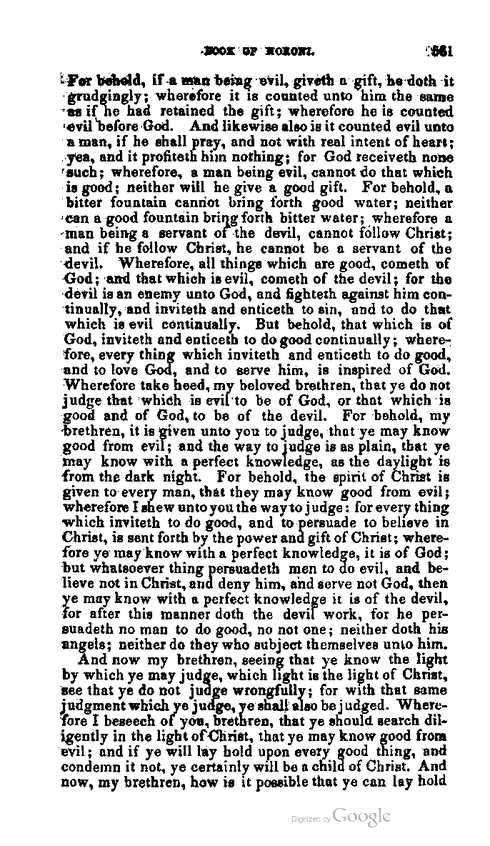 BOOK OF MORONI. 561
For behold, if a man being evil, giveth a gift, he doth it
grudgingly; wherefore it is counted unto him the same
as if he had retained the gift; wherefore he is counted
evil before God. And likewise also is it counted evil unto
a man, if he shall pray, and not with real intent of heart;
yea, and it profiteth him nothing; for God receiveth none
such; wherefore, a man being evil, cannot do that which
is good; neither will he give a good gift. For behold, a
bitter fountain cannot bring forth good water; neither
can a good fountain bring forth bitter water; wherefore a
man being a servant of the devil, cannot follow Christ;
and if he follow Christ, he cannot be a servant of the
devil. Wherefore, all things which are good, cometh of
God; and that which is evil, cometh of the devil; for the
devil is an enemy unto God, and fighteth against him con-
tinually, and inviteth and enticeth to sin, and to do that
which is evil continually. But behold, that which is of
God, inviteth and enticeth to do good continually; where-
fore, every thing which inviteth and enticeth to do good,
and to love God, and to serve him, is inspired of God.
Wherefore take heed, my beloved brethren, that ye do not
judge that which is evil to be of God, or that which is
good and of God, to be of the devil. For behold, my
brethren, it is given unto you to judge, that ye may know
good from evil; and the way to judge is as plain, that ye
may know with a perfect knowledge, as the daylight is
from the dark night. For behold, the spirit of Christ is
given to every man, that they may know good from evil;
wherefore I shew unto you the way to judge: for every thing
which inviteth to do good, and to persuade to believe in
Christ, is sent forth by the power and gift of Christ; where-
fore ye may know with a perfect knowledge, it is of God;
but whatsoever thing persuadeth men to do evil, and be-
lieve not in Christ, and deny him, and serve not God, then
ye may know with a perfect knowledge it is of the devil,
for after this manner doth the devil work, for he per-
suadeth no man to do good, no not one; neither doth his
angels; neither do they who subject themselves unto him.
And now my brethren, seeing that ye know the light
by which ye may judge, which light is the light of Christ,
see that ye do not judge wrongfully; for with that same
judgment which ye judge, ye shall also be judged. Where-
fore I beseech of you, brethren, that ye should search dil-
igently in the light of Christ, that ye may know good from
evil; and if ye will lay hold upon every good thing, and
condemn it not, ye certainly will be a child of Christ. And
now, my brethren, how is it possible that ye can lay hold
Digitized by Google